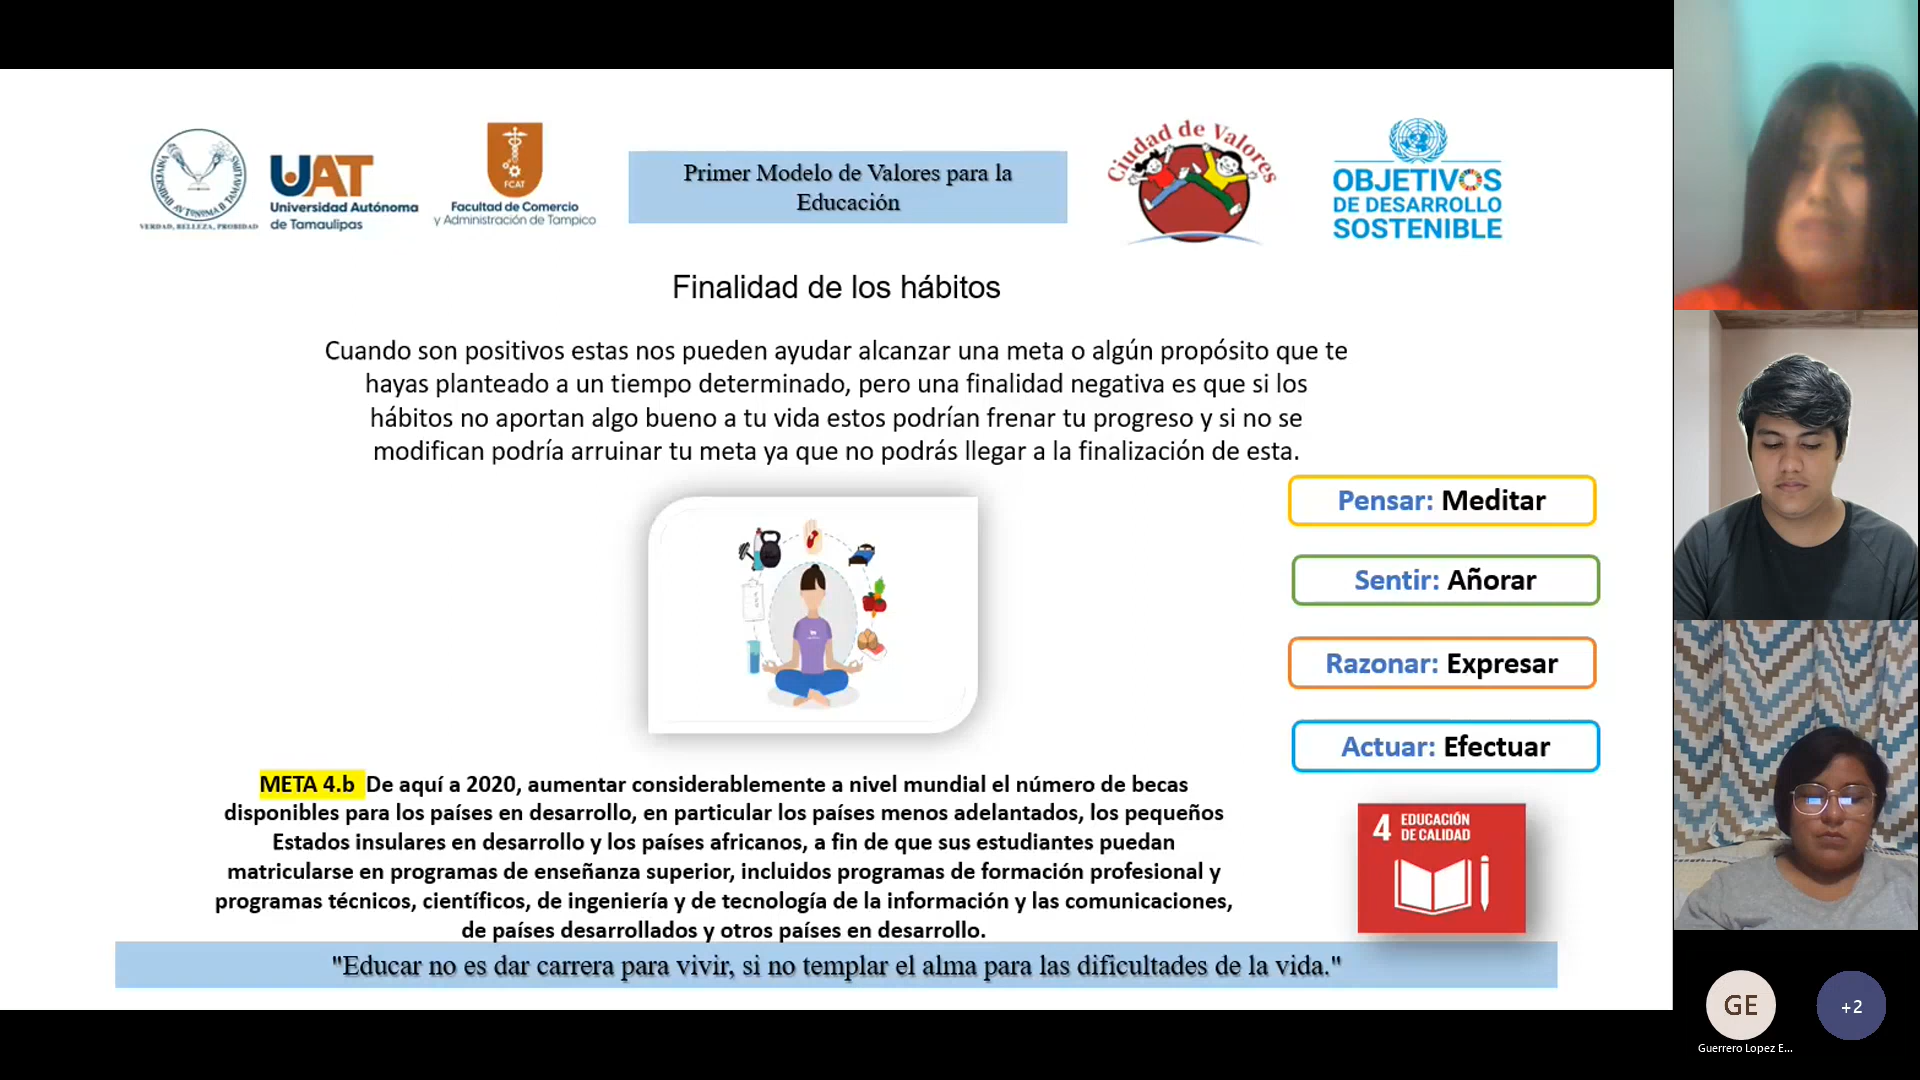 UNIVERSIDAD AUTÓNOMA DE TAMAULIPAS
VERDAD, BELLEZA, PROBIDAD
UAT
Universidad Autónoma
de Tamaulipas
FCAT
Facultad de Comercio
y Administración de Tampico
Primer Modelo de Valores para la
Educación
Ciudad de Valores
OBJETIVOS
DE DESARROLLO
SOSTENIBLE
Finalidad de los hábitos
Cuando son positivos estas nos pueden ayudar alcanzar una meta o algún propósito que te
hayas planteado a un tiempo determinado, pero una finalidad negativa es que si los
hábitos no aportan algo bueno a tu vida estos podrían frenar tu progreso y si no se
modifican podría arruinar tu meta ya que no podrás llegar a la finalización de esta.
Pensar: Meditar
Sentir: Añorar
Razonar: Expresar
Actuar: Efectuar
META 4.b De aquí a 2020, aumentar considerablemente a nivel mundial el número de becas
disponibles para los países en desarrollo, en particular los países menos adelantados, los pequeños
Estados insulares en desarrollo y los países africanos, a fin de que sus estudiantes puedan
matricularse en programas de enseñanza superior, incluidos programas de formación profesional y
programas técnicos, científicos, de ingeniería y de tecnología de la información y las comunicaciones,
de países desarrollados y otros países en desarrollo.
4 EDUCACIÓN
DE CALIDAD
"Educar no es dar carrera para vivir, si no templar el alma para las dificultades de la vida."
GE
+2
Guerrero Lopez E...